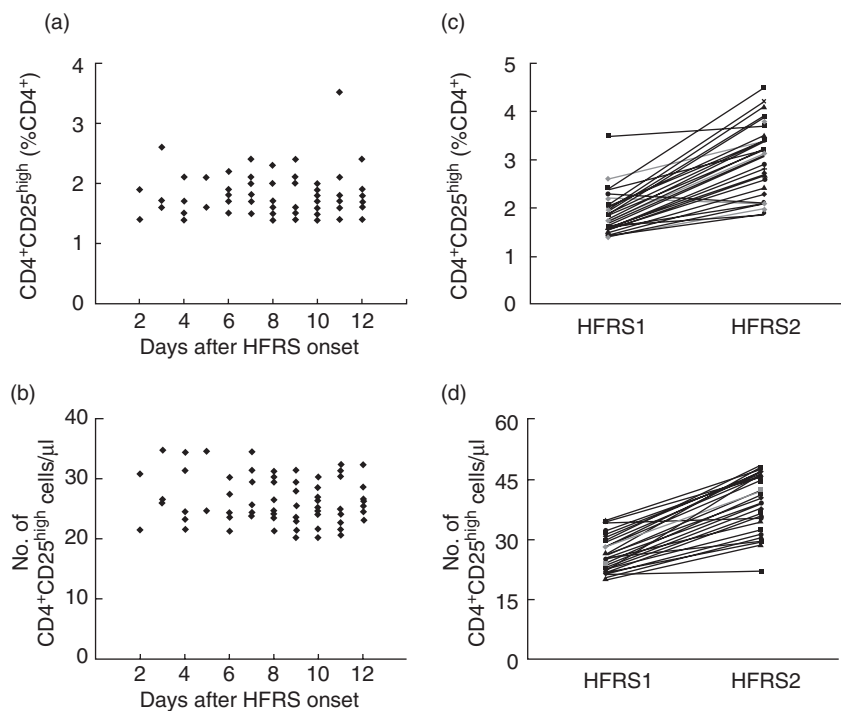 (a)
CD4⁺CD25ʰⁱᵍʰ (%CD4⁺)
4
3
2
1
0
2 4 6 8 10 12
Days after HFRS onset
(c)
CD4⁺CD25ʰⁱᵍʰ (%CD4⁺)
5
4
3
2
1
0
HFRS1 HFRS2
(b)
No. of
CD4⁺CD25ʰⁱᵍʰ cells/µl
40
30
20
10
0
2 4 6 8 10 12
Days after HFRS onset
(d)
No. of
CD4⁺CD25ʰⁱᵍʰ cells/µl
60
45
30
15
0
HFRS1 HFRS2